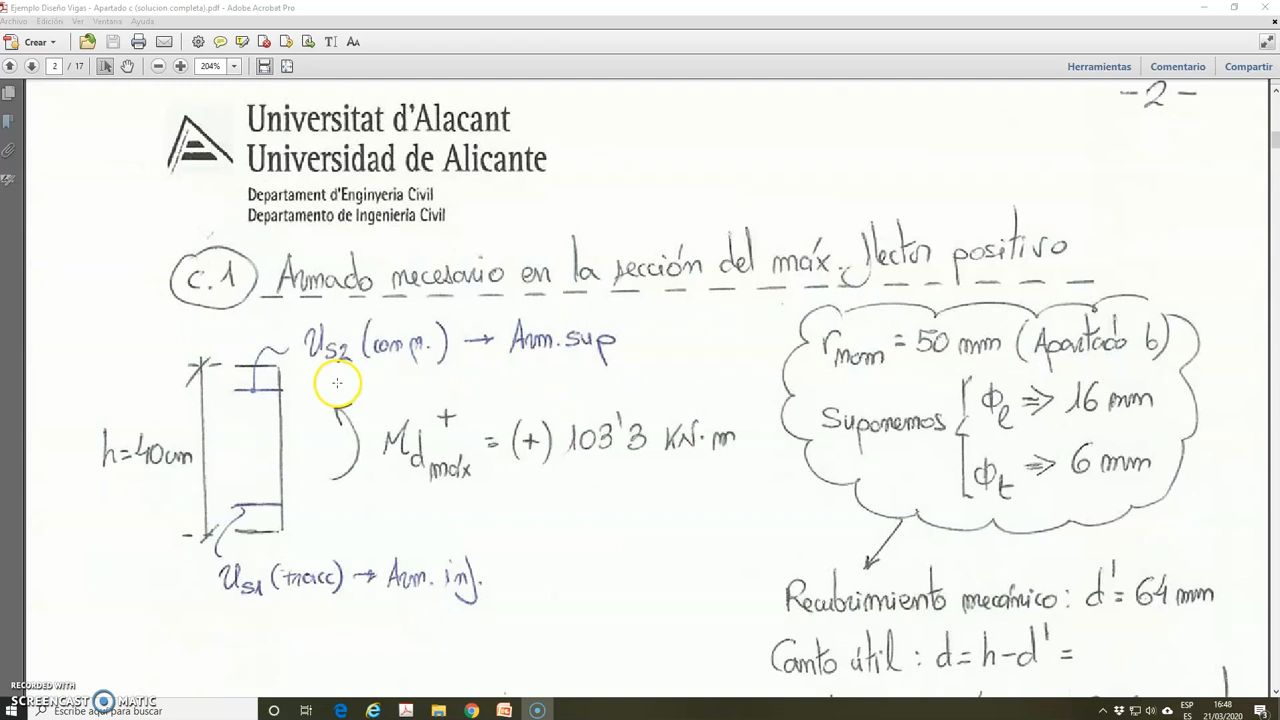 Ejemplo Diseño Vigas - Apartado c (solucion completa).pdf - Adobe Acrobat Pro
Archivo Edición Ver Ventana Ayuda
Crear
2 / 17 204% Herramientas Comentario Compartir
-2-
Universitat d'Alacant
Universidad de Alicante
Departament d'Enginyeria Civil
Departamento de Ingenieria Civil
c.1 Armado necesario en la sección del máx. flector positivo
Us2 (comp.) → Arm. sup
rnom = 50 mm (Apartado b)
Suponemos
Φl ⇒ 16 mm
Φt ⇒ 6 mm
h=40cm
Md máx + = (+) 103'3 KN·m
Us1 (tracc) → Arm. inf.
Recubrimiento mecánico: d' = 64 mm
Canto útil: d = h - d' =
RECORDED WITH
SCREENCAST MATIC
Escribe aquí para buscar
ESP
ES
16:48
21/03/2020